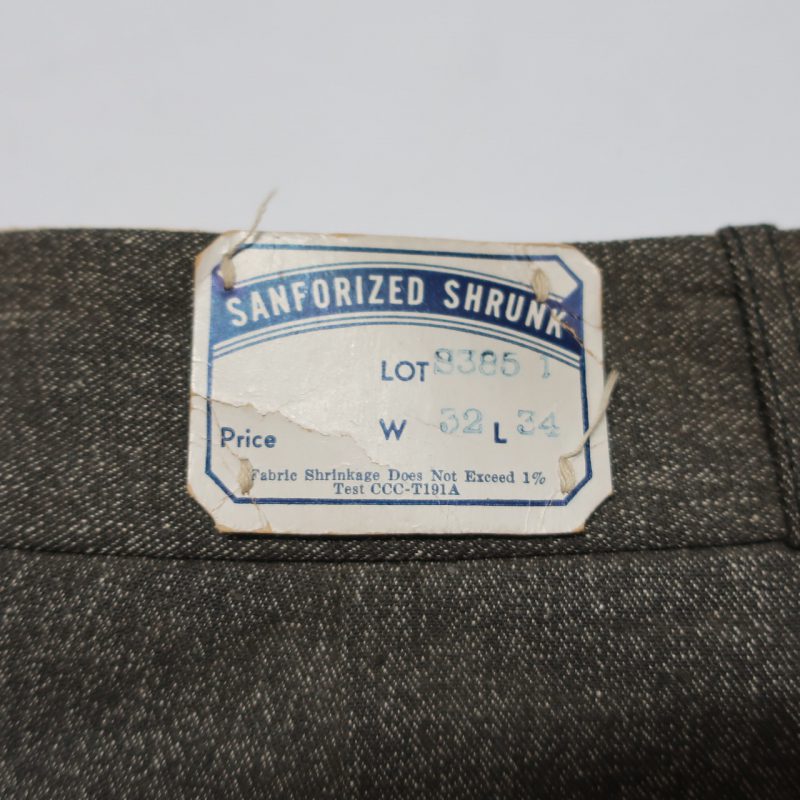 SANFORIZED SHRUNK
LOT 8385 1
Price W 32 L 34
Fabric Shrinkage Does Not Exceed 1%
Test CCC-T191A